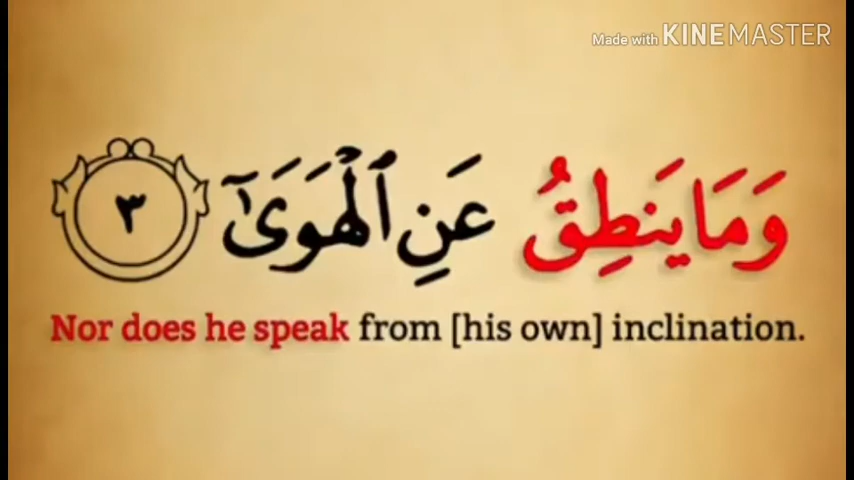 Made with KINEMASTER
وَمَا يَنطِقُ عَنِ ٱلْهَوَىٰٓ ٣
Nor does he speak from [his own] inclination.